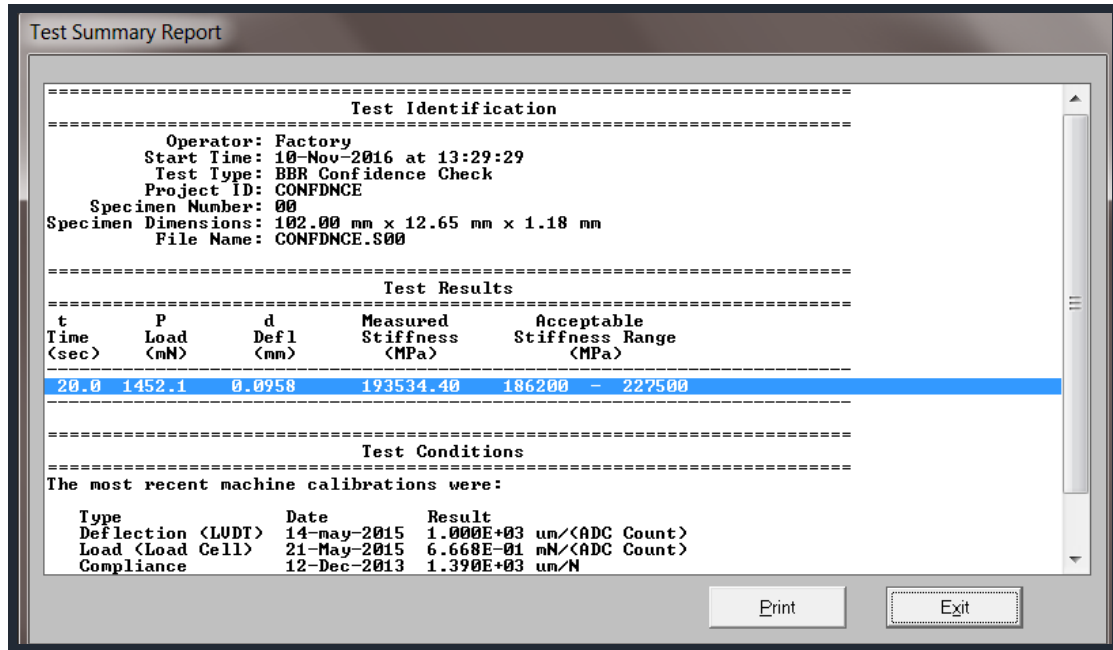 Test Summary Report
================================================================================
Test Identification
================================================================================
Operator: Factory
Start Time: 10-Nov-2016 at 13:29:29
Test Type: BBR Confidence Check
Project ID: CONFDNCE
Specimen Number: 00
Specimen Dimensions: 102.00 mm x 12.65 mm x 1.18 mm
File Name: CONFDNCE.S00
================================================================================
Test Results
================================================================================
t P d Measured Acceptable
Time Load Defl Stiffness Stiffness Range
(sec) (mN) (mm) (MPa) (MPa)
--------------------------------------------------------------------------------
20.0 1452.1 0.0958 193534.40 186200 - 227500
--------------------------------------------------------------------------------
================================================================================
Test Conditions
================================================================================
The most recent machine calibrations were:
Type Date Result
Deflection (LVDT) 14-may-2015 1.000E+03 um/(ADC Count)
Load (Load Cell) 21-May-2015 6.668E-01 mN/(ADC Count)
Compliance 12-Dec-2013 1.390E+03 um/N
Print Exit